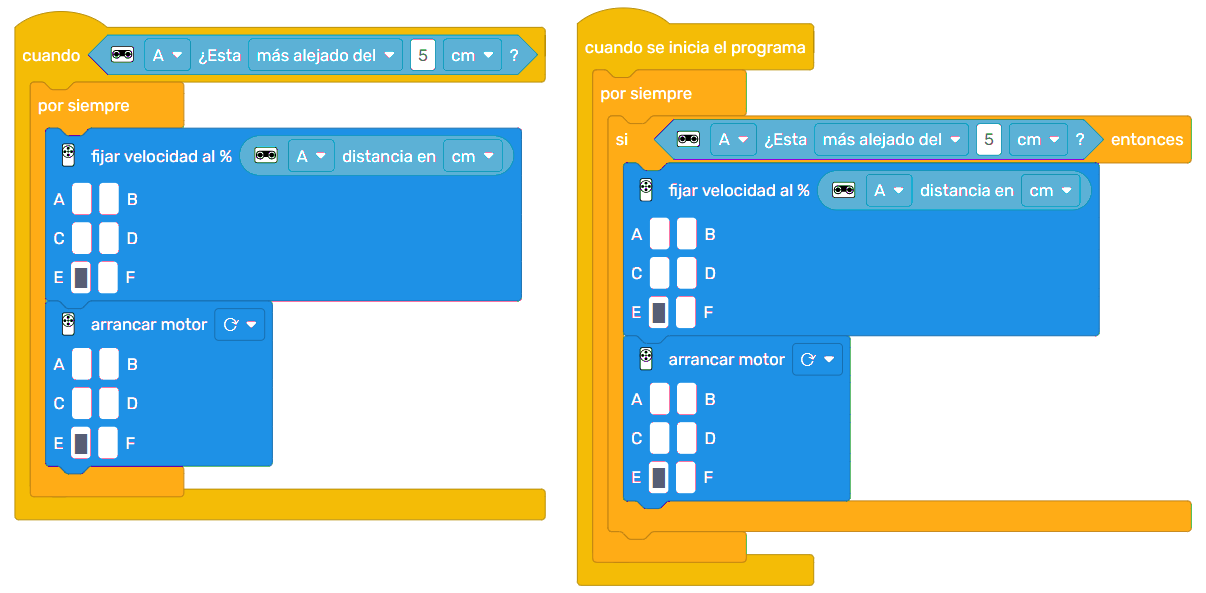 cuando A ¿Esta más alejado del 5 cm ?
por siempre
fijar velocidad al % A distancia en cm
A B
C D
E F
arrancar motor
A B
C D
E F
cuando se inicia el programa
por siempre
si A ¿Esta más alejado del 5 cm ? entonces
fijar velocidad al % A distancia en cm
A B
C D
E F
arrancar motor
A B
C D
E F